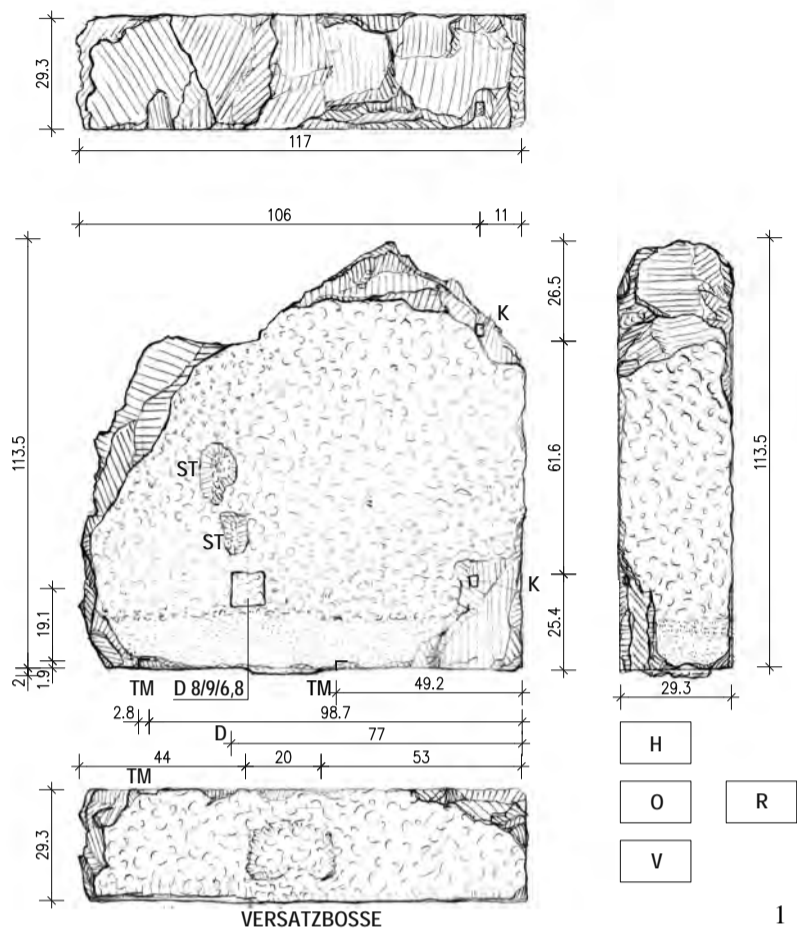 29.3
117
106 11
113.5
K
26.5
61.6
25.4
113.5
ST
ST
K
19.1
2
1.9
TM D 8/9/6,8 TM 49.2
29.3
2.8 98.7
D 77
44 20 53
TM
29.3
VERSATZBOSSE
H
O R
V
1